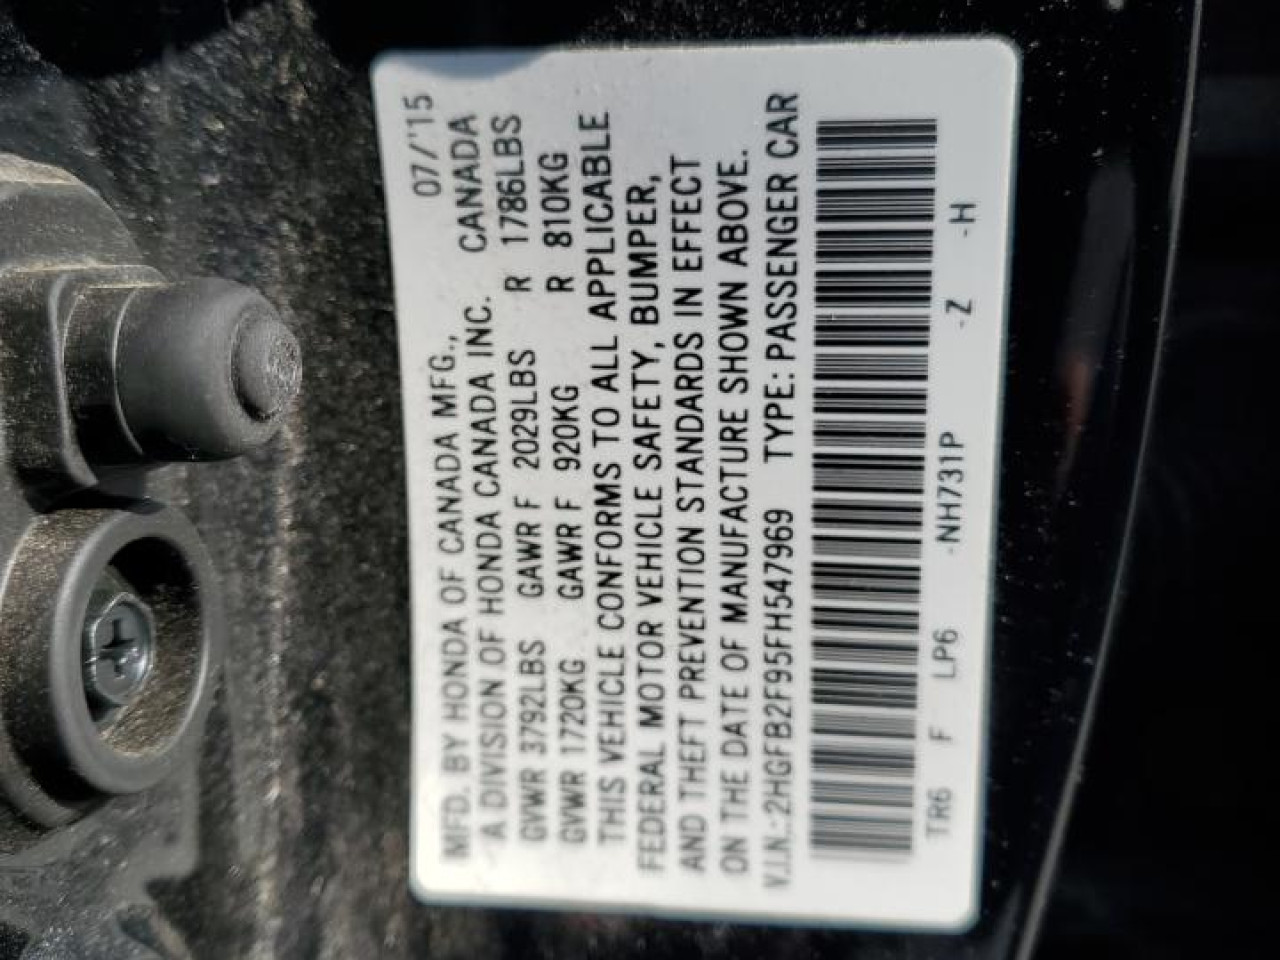 MFD. BY HONDA OF CANADA MFG., 07/'15
A DIVISION OF HONDA CANADA INC. CANADA
GVWR 3792LBS GAWR F 2029LBS R 1786LBS
GVWR 1720KG GAWR F 920KG R 810KG
THIS VEHICLE CONFORMS TO ALL APPLICABLE
FEDERAL MOTOR VEHICLE SAFETY, BUMPER,
AND THEFT PREVENTION STANDARDS IN EFFECT
ON THE DATE OF MANUFACTURE SHOWN ABOVE.
V.I.N.:2HGFB2F95FH547969 TYPE:PASSENGER CAR
TR6 F LP6 -NH731P -Z -H